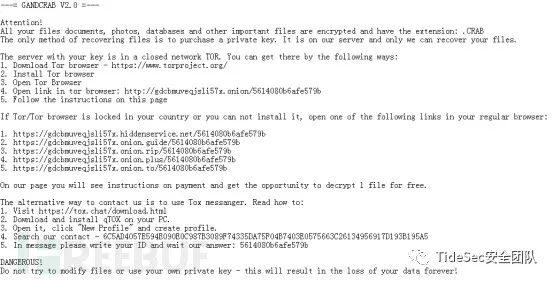 ---= GANDCRAB V2.0 =---
Attention!
All your files documents, photos, databases and other important files are encrypted and have the extension: .CRAB
The only method of recovering files is to purchase a private key. It is on our server and only we can recover your files.
The server with your key is in a closed network TOR. You can get there by the following ways:
1. Download Tor browser - https://www.torproject.org/
2. Install Tor browser
3. Open Tor Browser
4. Open link in tor browser: http://gdcbmuveqjsli57x.onion/5614080b6afe579b
5. Follow the instructions on this page
If Tor/Tor browser is locked in your country or you can not install it, open one of the following links in your regular browser:
1. https://gdcbmuveqjsli57x.hiddenservice.net/5614080b6afe579b
2. https://gdcbmuveqjsli57x.onion.guide/5614080b6afe579b
3. https://gdcbmuveqjsli57x.onion.rip/5614080b6afe579b
4. https://gdcbmuveqjsli57x.onion.plus/5614080b6afe579b
5. https://gdcbmuveqjsli57x.onion.to/5614080b6afe579b
On our page you will see instructions on payment and get the opportunity to decrypt 1 file for free.
The alternative way to contact us is to use Tox messanger. Read how to:
1. Visit https://tox.chat/download.html
2. Download and install qTOX on your PC.
3. Open it, click "New Profile" and create profile.
4. Search our contact - 6C5AD4057E594E090E0C987B3089F74335DA75F04B7403E0575663C26134956917D193B195A5
5. In message please write your ID and wait our answer: 5614080b6afe579b
DANGEROUS!
Do not try to modify files or use your own private key - this will result in the loss of your data forever!
FREEBUF
TideSec安全团队